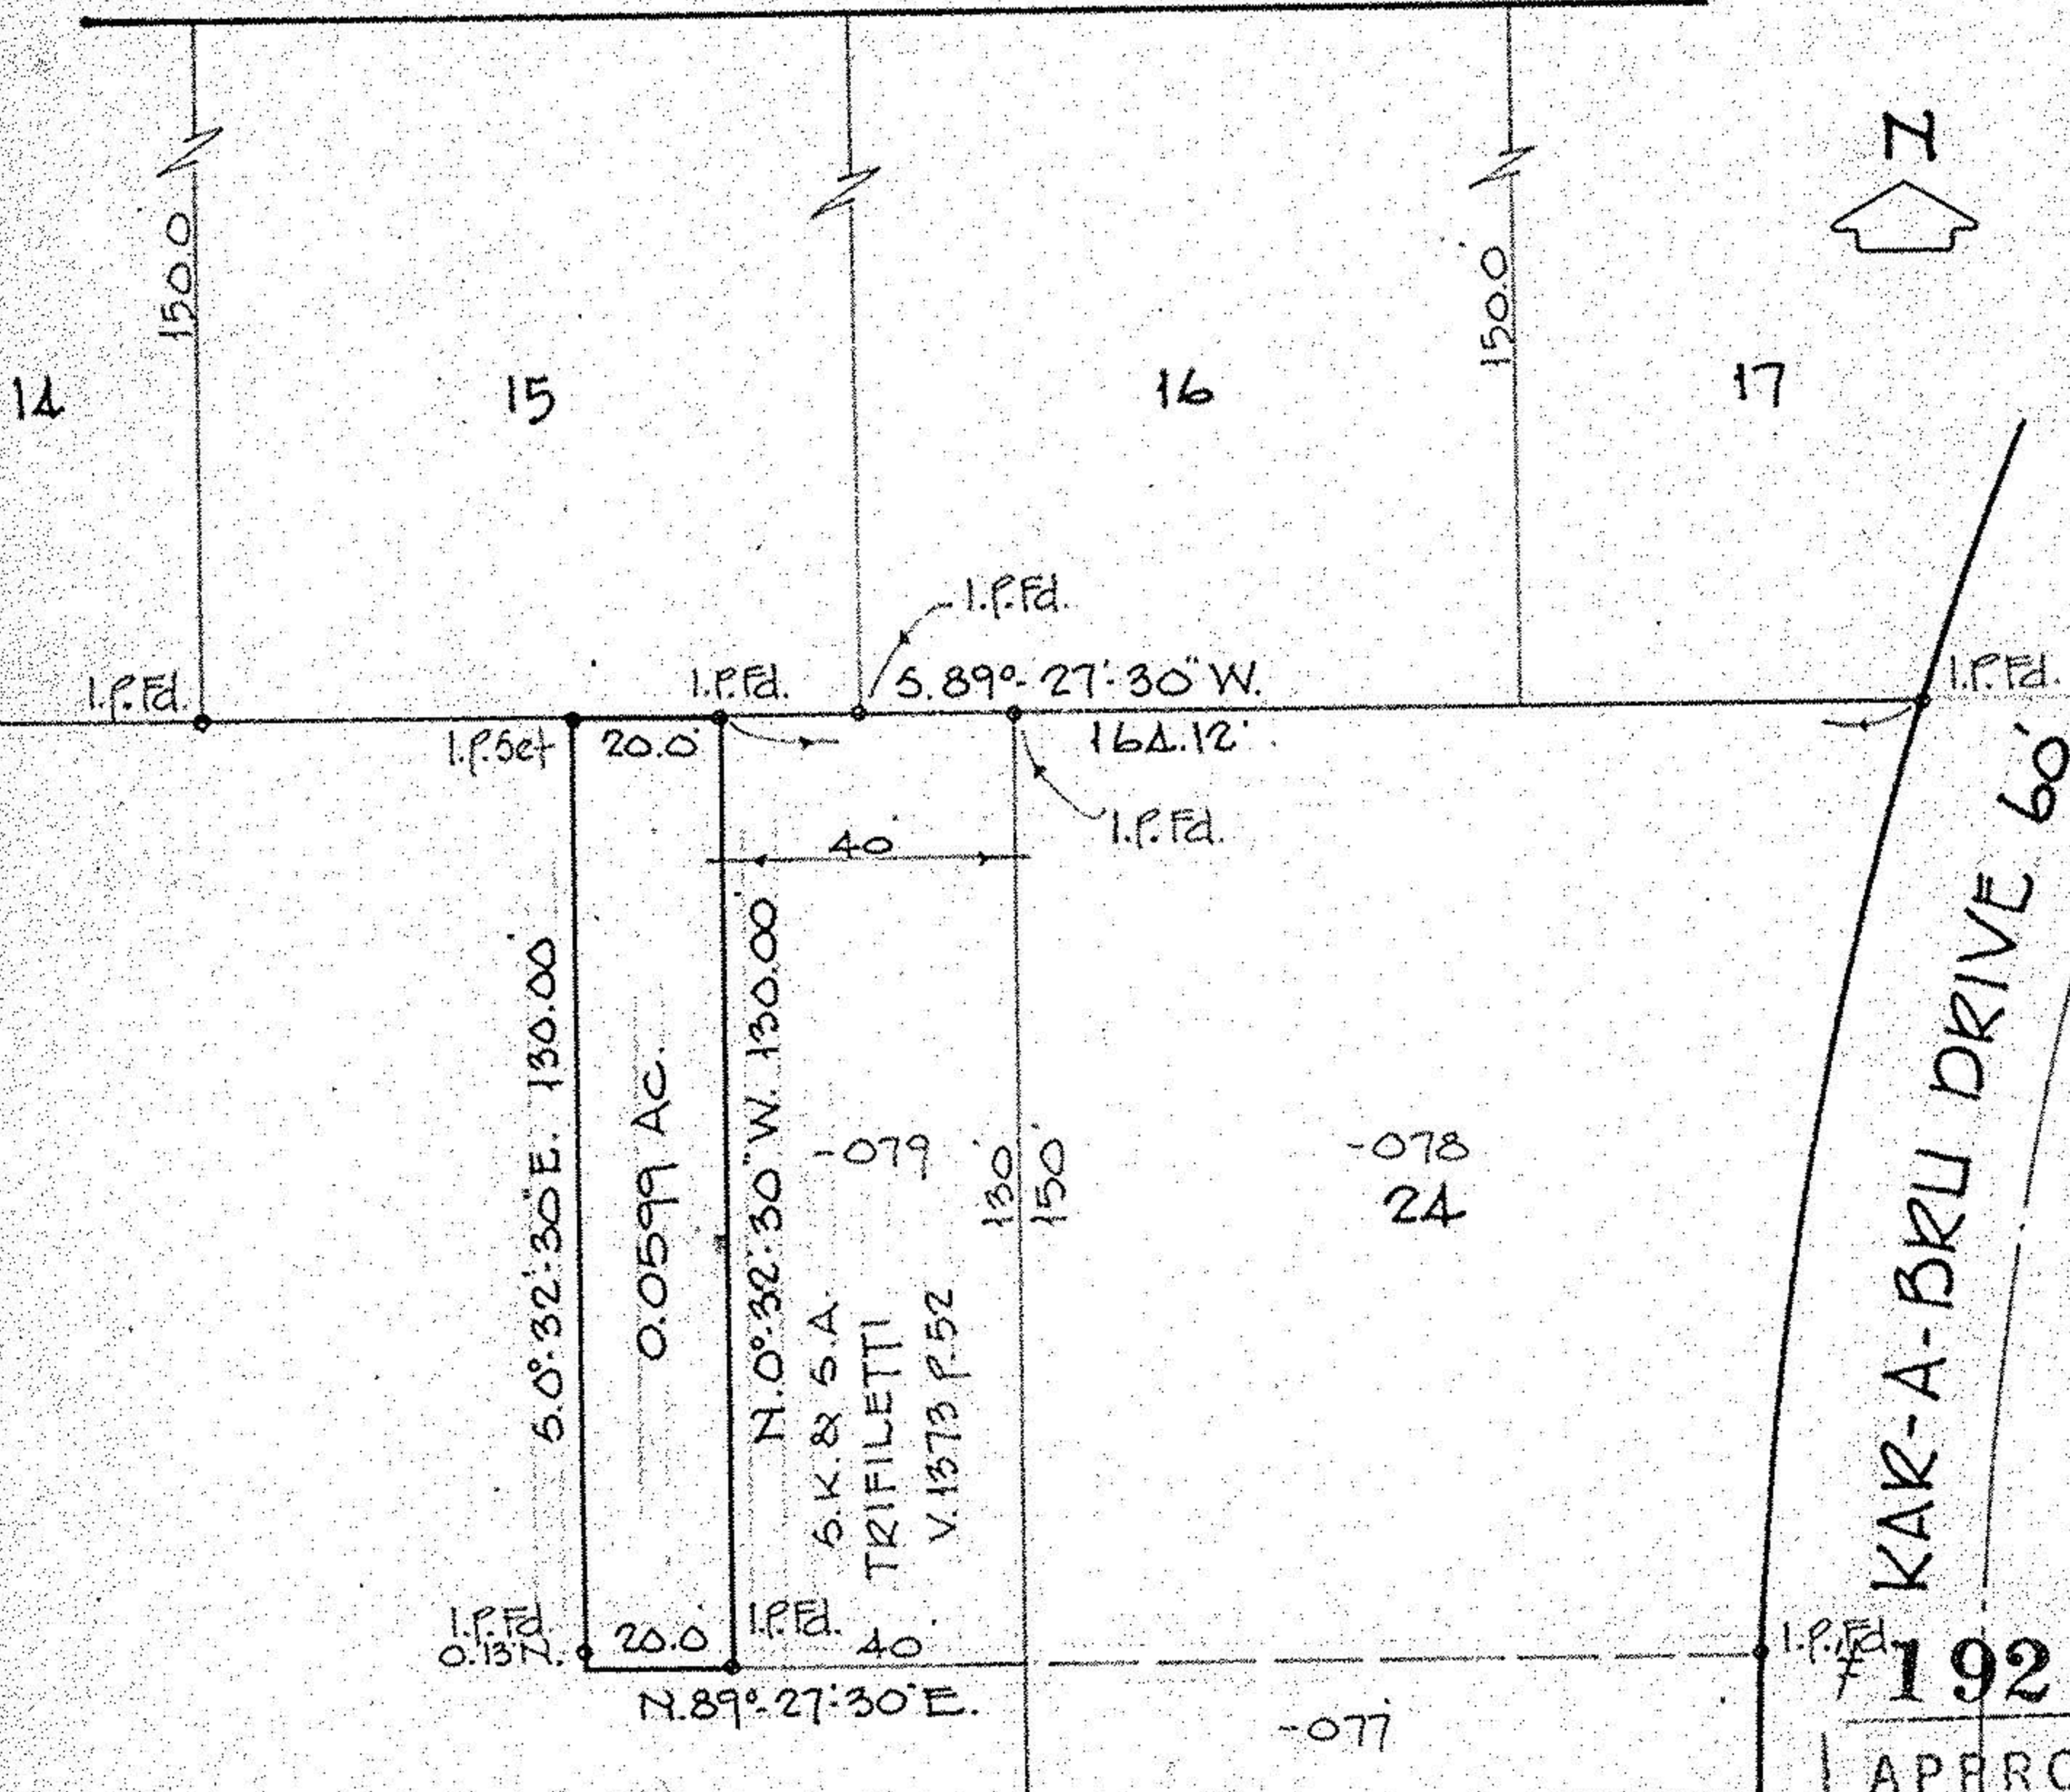 N
150.0
150.0
14
15
16
17
I.P.Fd.
I.P.Fd.
I.P.Fd.
S.89°-27'-30"W.
I.P.Fd.
I.P.Set
20.0'
164.12'
I.P.Fd.
40'
S.0°-32'-30"E. 130.00'
0.0599 AC.
N.0°-32'-30"W. 130.00'
-079
S.K. & S.A.
TRIFILETTI
V.1373 P.52
130'
150'
-078
24
KAR-A-BRU DRIVE 60'
I.P.Fd.
0.13'N.
20.0'
I.P.Fd.
40'
I.P.Fd.
N.89°-27'-30"E.
-077
192
APPRO